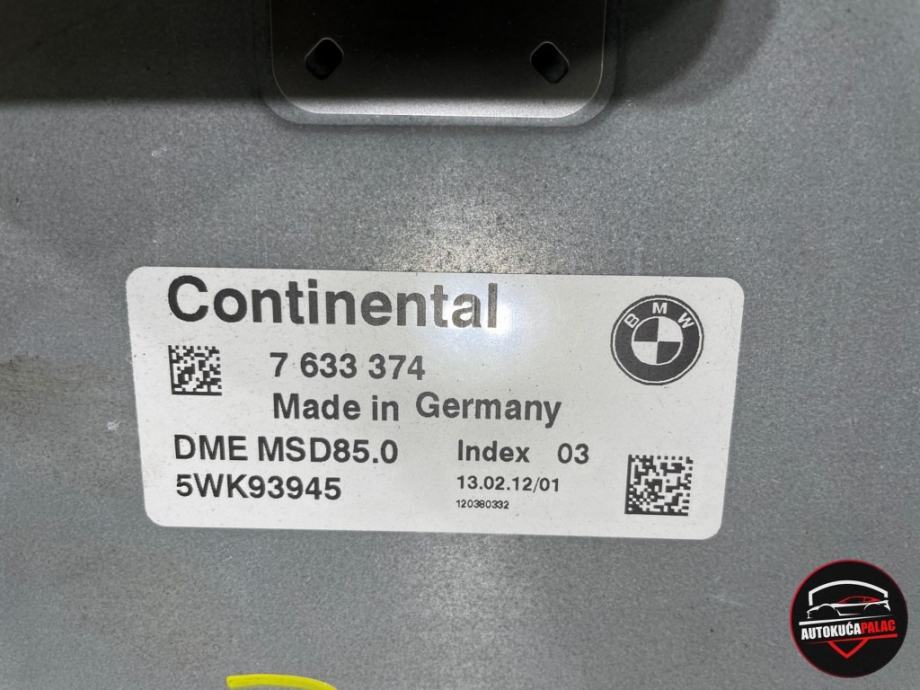 Continental
BMW
7 633 374
Made in Germany
DME MSD85.0 Index 03
5WK93945 13.02.12/01
120380332
AUTOKUĆA PALAC